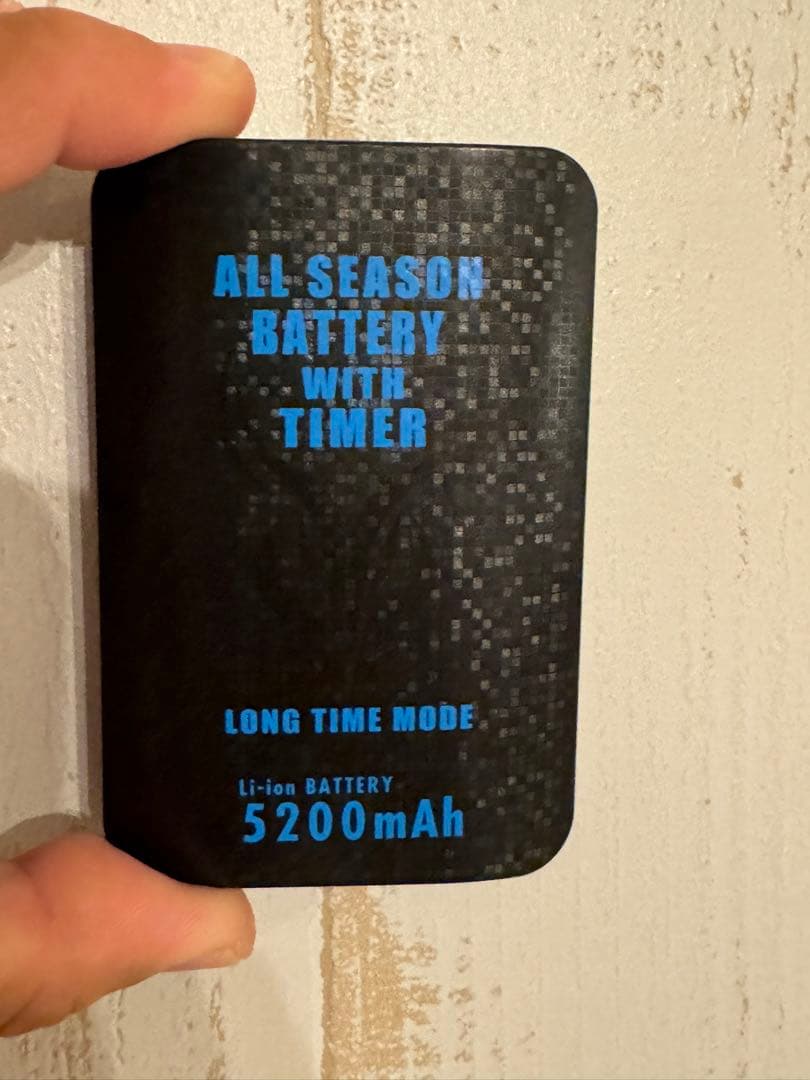 ALL SEASON
BATTERY
WITH
TIMER
LONG TIME MODE
Li-ion BATTERY
5200mAh